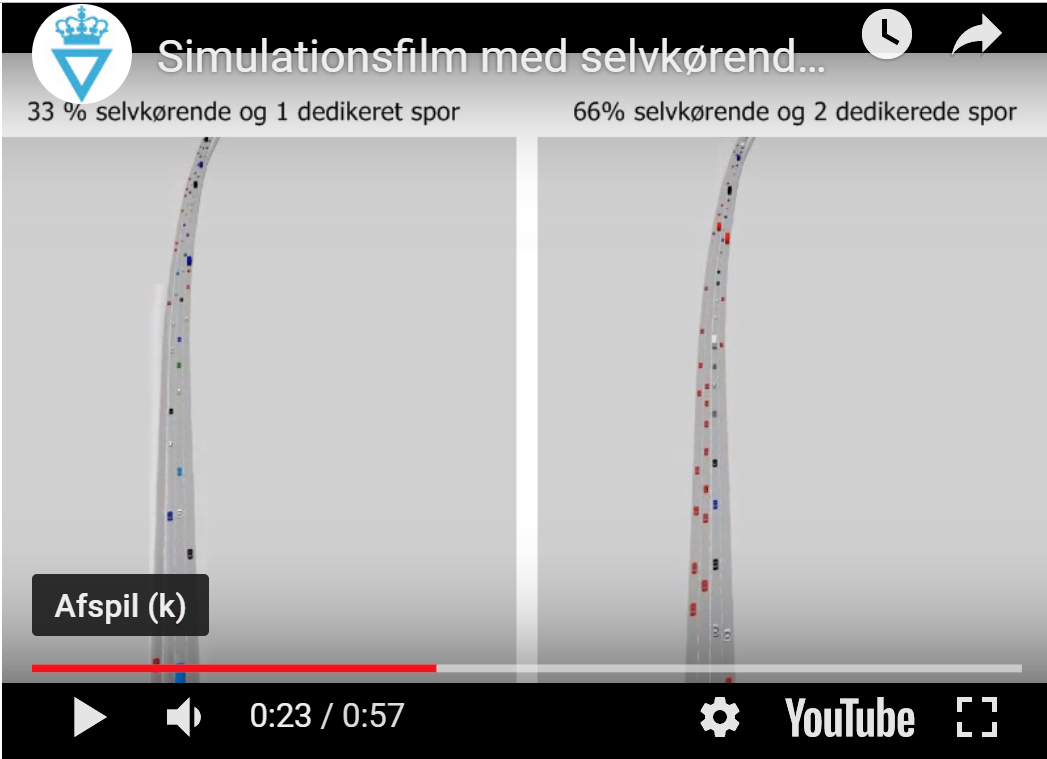 Simulationsfilm med selvkørend...
33 % selvkørende og 1 dedikeret spor
66% selvkørende og 2 dedikerede spor
Afspil (k)
0:23 / 0:57
YouTube